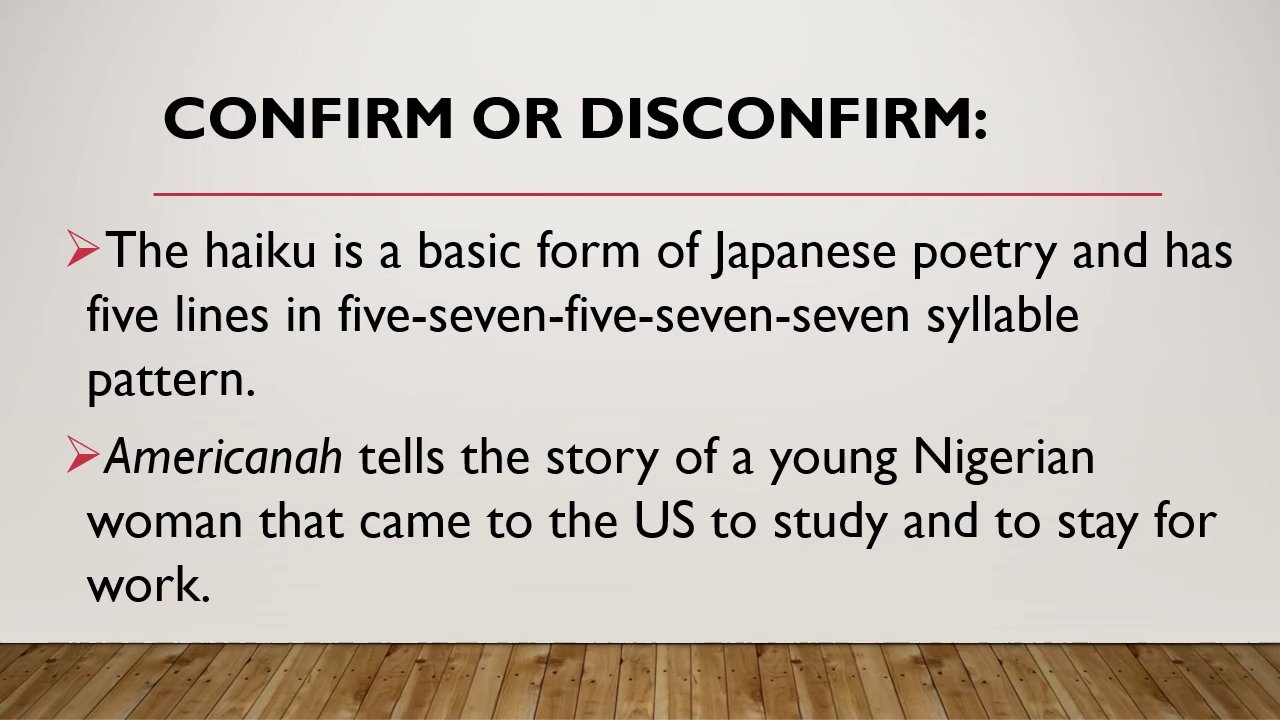 CONFIRM OR DISCONFIRM:
The haiku is a basic form of Japanese poetry and has
five lines in five-seven-five-seven-seven syllable
pattern.
Americanah tells the story of a young Nigerian
woman that came to the US to study and to stay for
work.